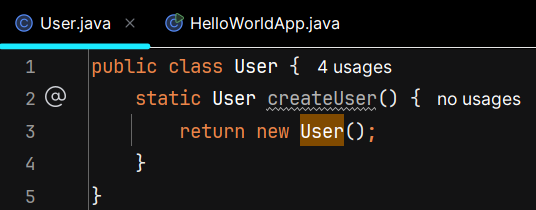 User.java HelloWorldApp.java
1 public class User { 4 usages
2 @ static User createUser() { no usages
3 return new User();
4 }
5 }